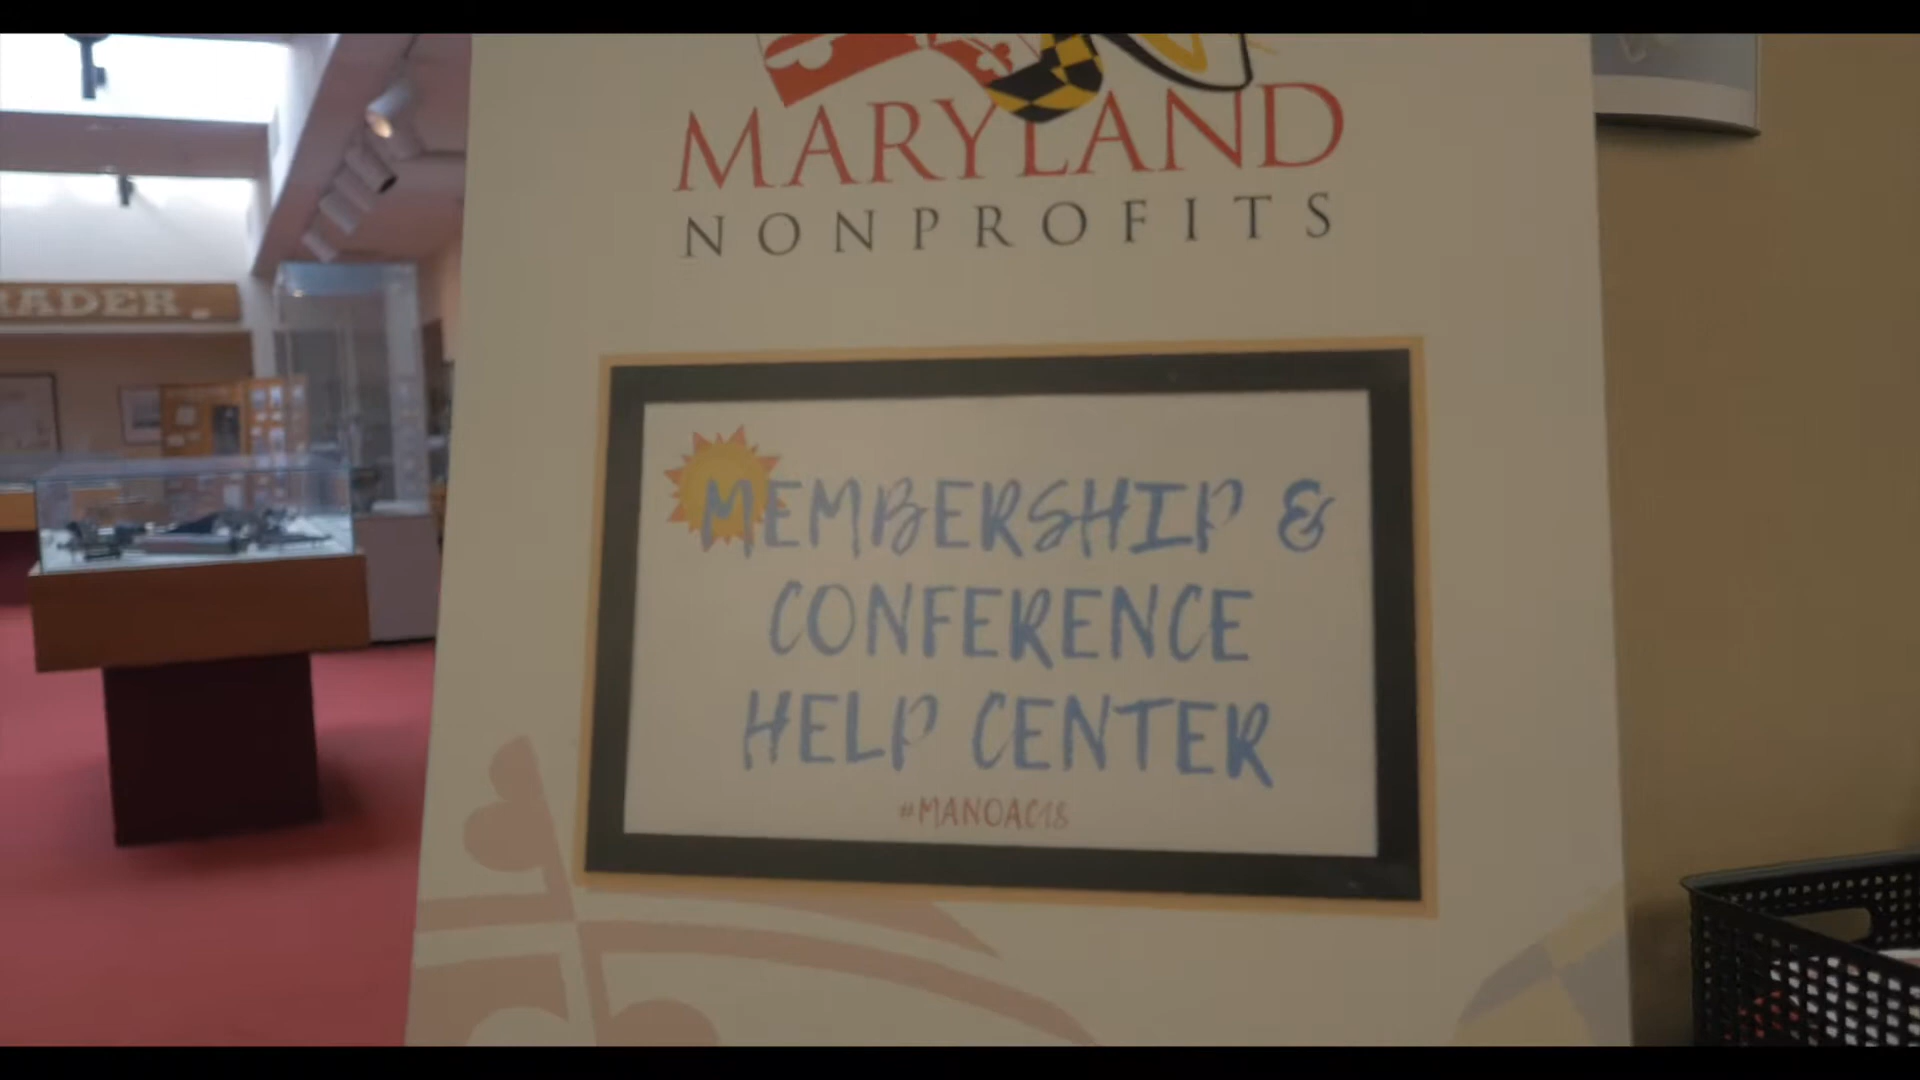 MARYLAND
NONPROFITS
RADER
MEMBERSHIP &
CONFERENCE
HELP CENTER
#MANOAC18